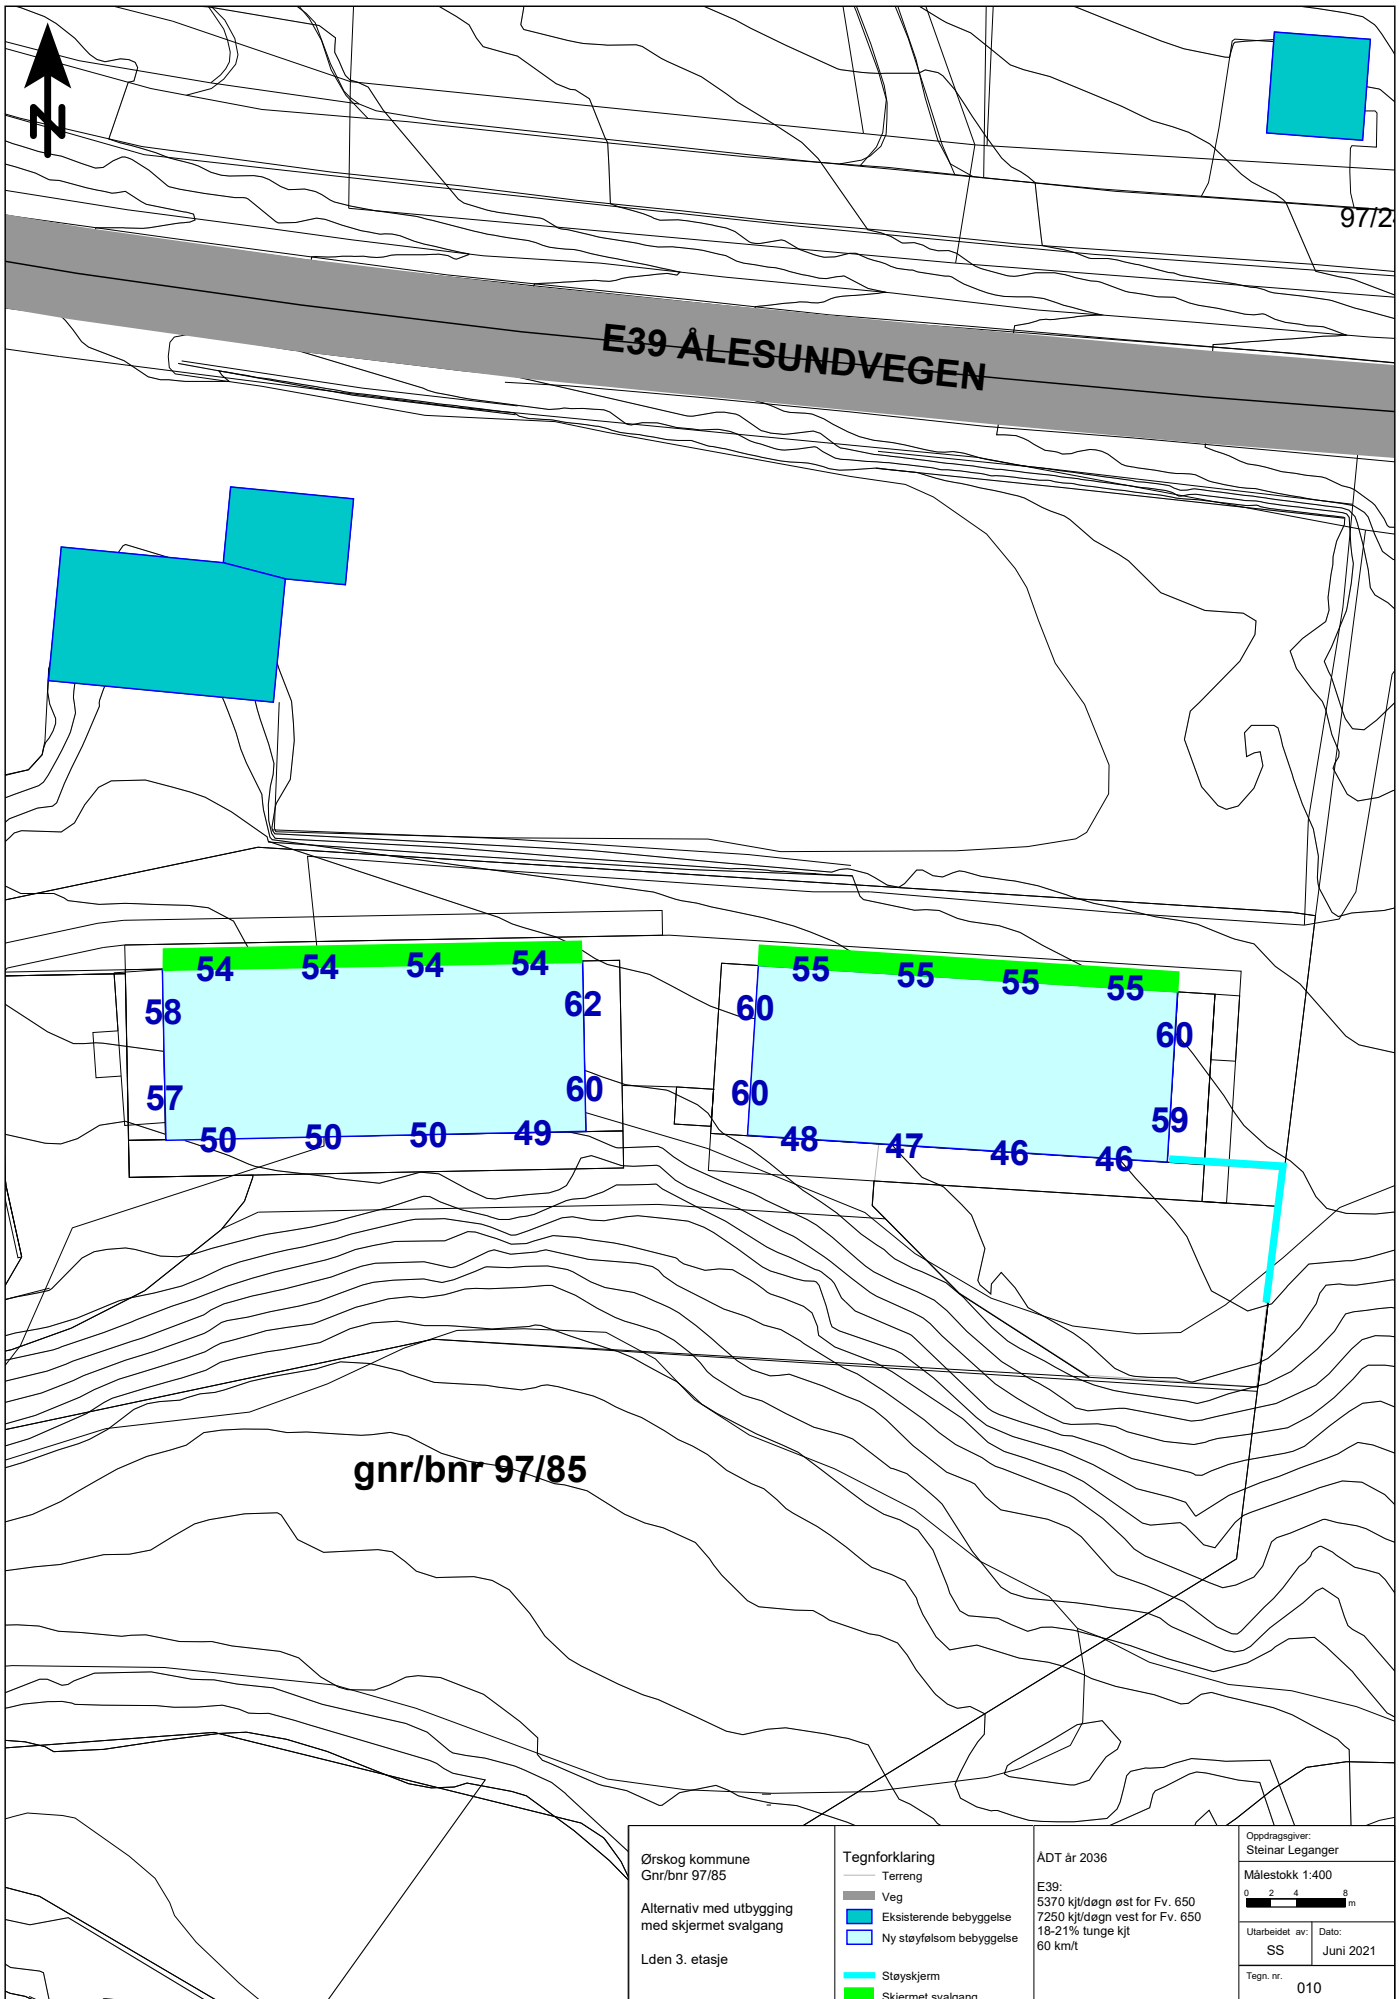 N
97/2
E39 ÅLESUNDVEGEN
54 54 54 54
58 62
57 60
50 50 50 49
55 55 55 55
60 60
60 59
48 47 46 46
gnr/bnr 97/85
Ørskog kommune
Gnr/bnr 97/85
Alternativ med utbygging
med skjermet svalgang
Lden 3. etasje
Tegnforklaring
Terreng
Veg
Eksisterende bebyggelse
Ny støyfølsom bebyggelse
Støyskjerm
Skjermet svalgang
ÅDT år 2036
E39:
5370 kjt/døgn øst for Fv. 650
7250 kjt/døgn vest for Fv. 650
18-21% tunge kjt
60 km/t
Oppdragsgiver:
Steinar Leganger
Målestokk 1:400
0 2 4 8
m
Utarbeidet av:
SS
Dato:
Juni 2021
Tegn. nr.
010